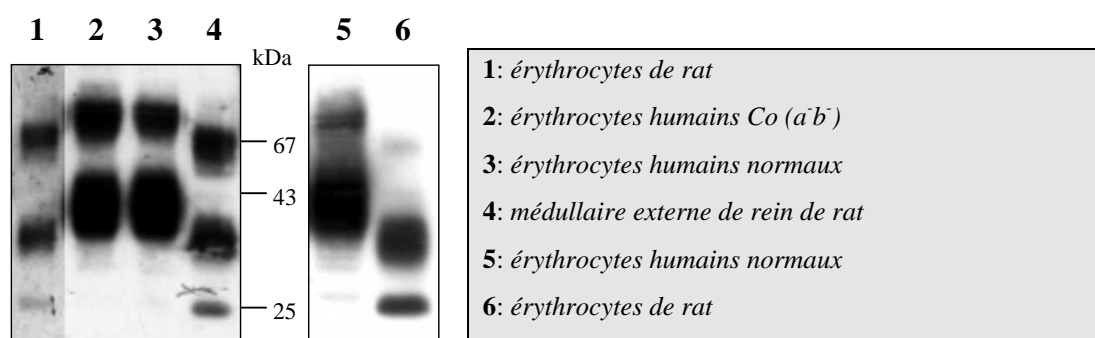 1 2 3 4 5 6
kDa
67
43
25
1: érythrocytes de rat
2: érythrocytes humains Co (a-b-)
3: érythrocytes humains normaux
4: médullaire externe de rein de rat
5: érythrocytes humains normaux
6: érythrocytes de rat